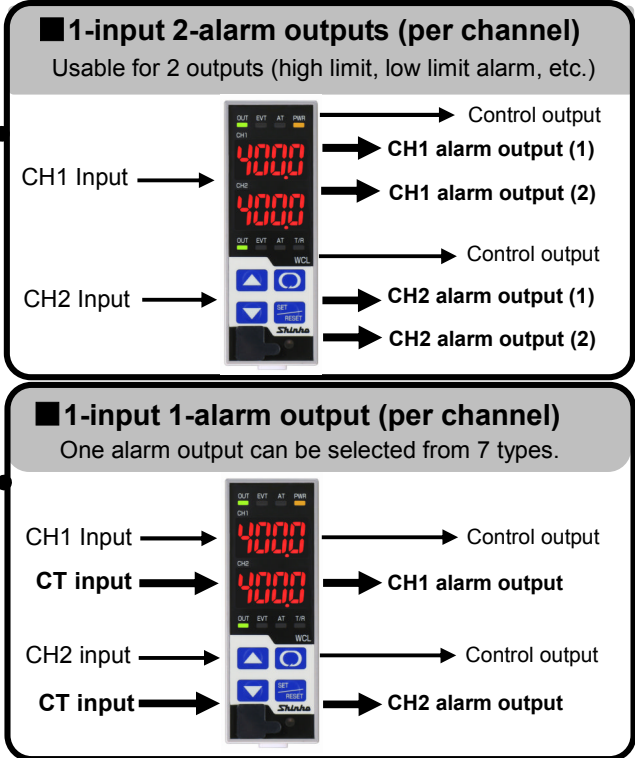 ■1-input 2-alarm outputs (per channel)
Usable for 2 outputs (high limit, low limit alarm, etc.)
CH1 Input
CH2 Input
OUT EVT AT PWR
CH1
400.0
CH2
400.0
OUT EVT AT T/R
WCL
SET
RESET
Shinko
Control output
CH1 alarm output (1)
CH1 alarm output (2)
Control output
CH2 alarm output (1)
CH2 alarm output (2)
■1-input 1-alarm output (per channel)
One alarm output can be selected from 7 types.
CH1 Input
CT input
CH2 input
CT input
OUT EVT AT PWR
CH1
400.0
CH2
400.0
OUT EVT AT T/R
WCL
SET
RESET
Shinko
Control output
CH1 alarm output
Control output
CH2 alarm output